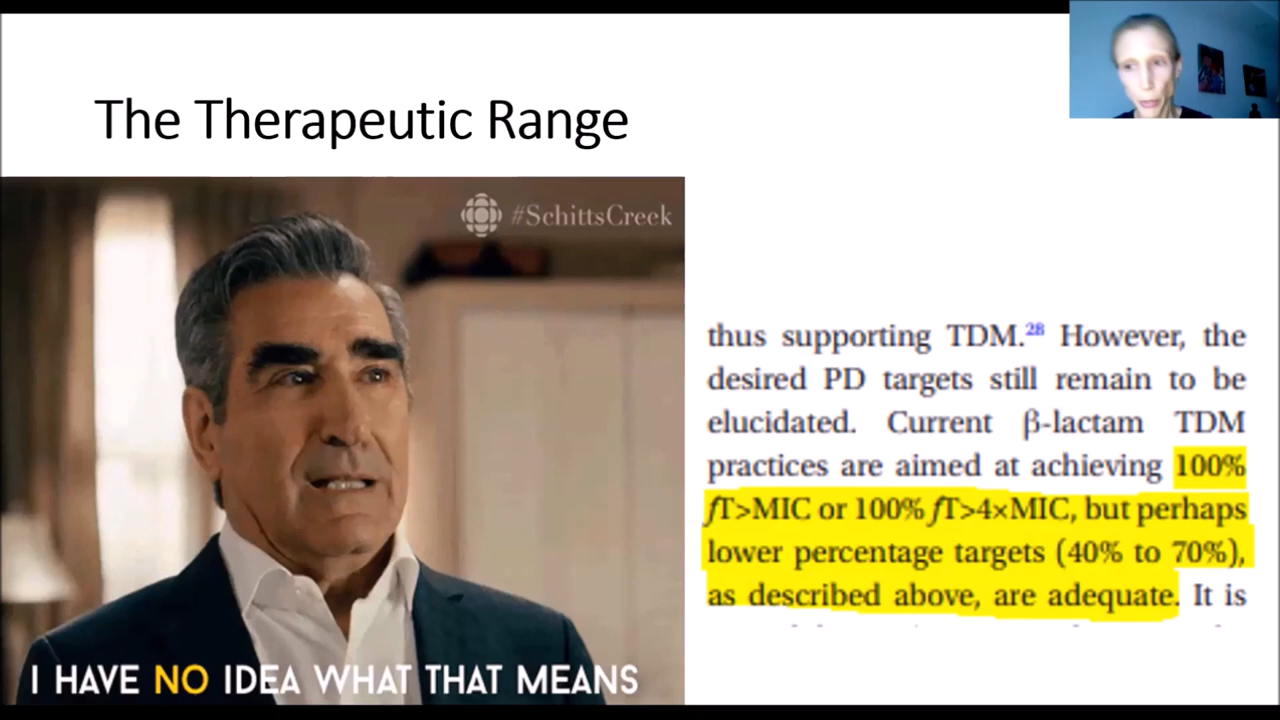 The Therapeutic Range
#SchittsCreek
I HAVE NO IDEA WHAT THAT MEANS
thus supporting TDM.28 However, the
desired PD targets still remain to be
elucidated. Current β-lactam TDM
practices are aimed at achieving 100%
fT>MIC or 100% fT>4×MIC, but perhaps
lower percentage targets (40% to 70%),
as described above, are adequate. It is